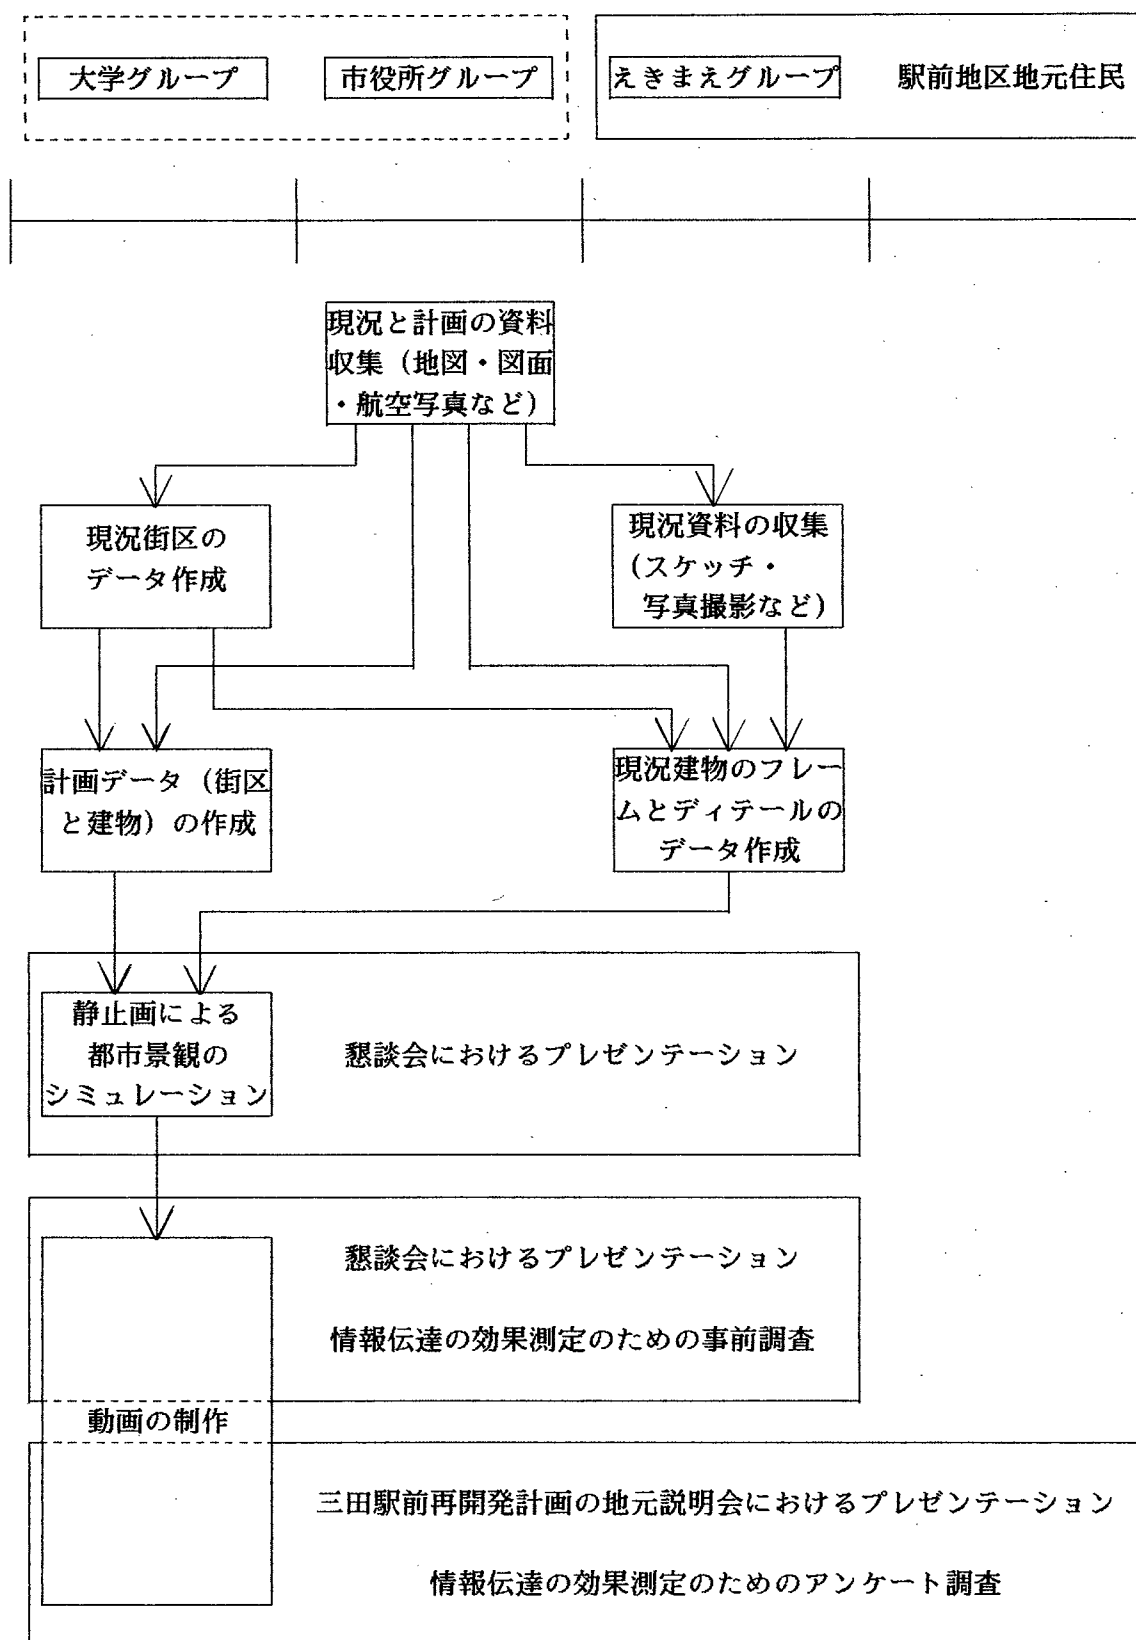 大学グループ
市役所グループ
えきまえグループ
駅前地区地元住民
現況と計画の資料
収集(地図・図面
・航空写真など)
現況街区の
データ作成
現況資料の収集
(スケッチ・
写真撮影など)
計画データ(街区
と建物)の作成
現況建物のフレー
ムとディテールの
データ作成
静止画による
都市景観の
シミュレーション
懇談会におけるプレゼンテーション
懇談会におけるプレゼンテーション
情報伝達の効果測定のための事前調査
動画の制作
三田駅前再開発計画の地元説明会におけるプレゼンテーション
情報伝達の効果測定のためのアンケート調査